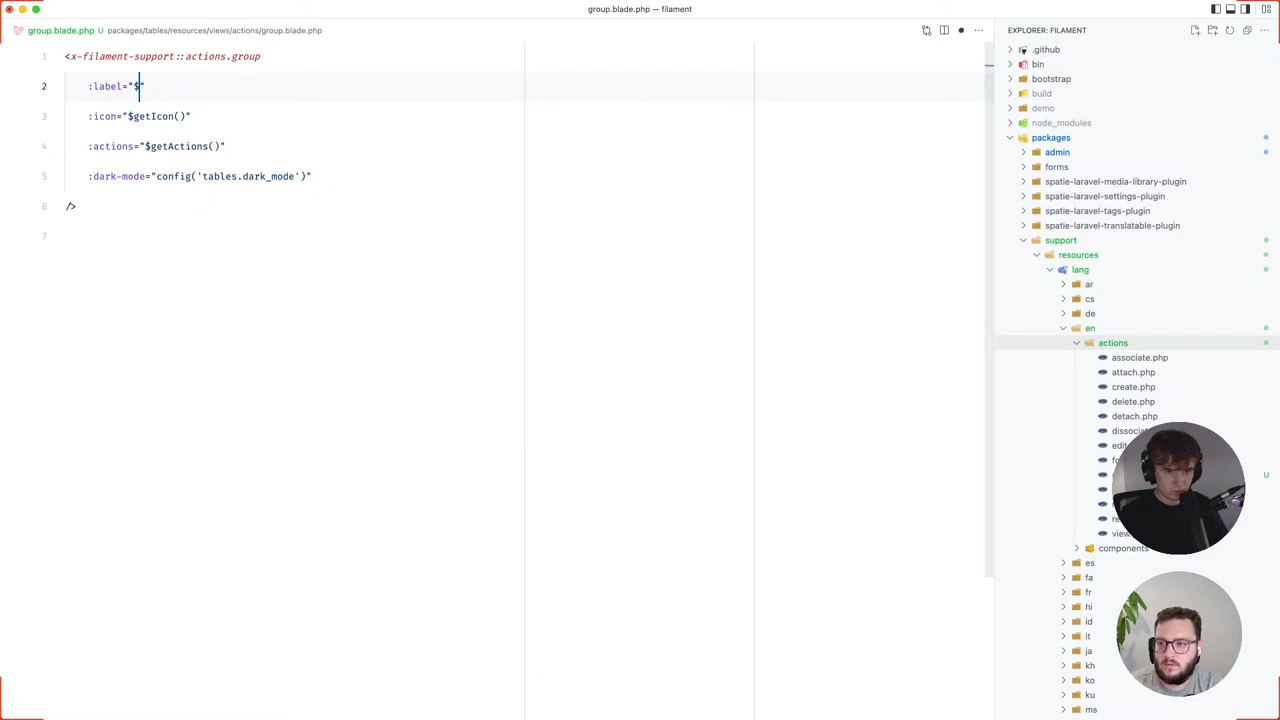 group.blade.php — filament
group.blade.php U packages/tables/resources/views/actions/group.blade.php
1 <x-filament-support::actions.group
2 :label="$"
3 :icon="$getIcon()"
4 :actions="$getActions()"
5 :dark-mode="config('tables.dark_mode')"
6 />
7
EXPLORER: FILAMENT
.github
bin
bootstrap
build
demo
node_modules
packages
admin
forms
spatie-laravel-media-library-plugin
spatie-laravel-settings-plugin
spatie-laravel-tags-plugin
spatie-laravel-translatable-plugin
support
resources
lang
ar
cs
de
en
actions
associate.php
attach.php
create.php
delete.php
detach.php
U
components
es
fa
fr
hi
id
it
ja
kh
ko
ku
ms